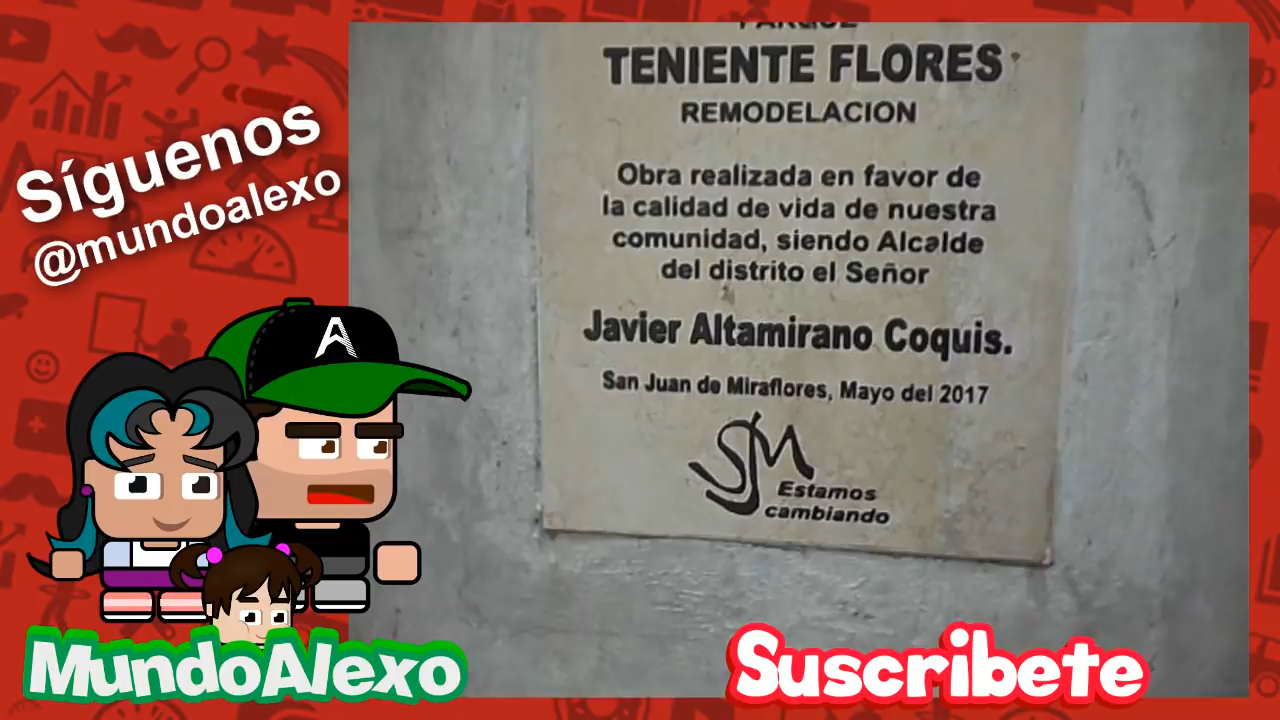 Síguenos
@mundoalexo
PARQUE
TENIENTE FLORES
REMODELACION
Obra realizada en favor de
la calidad de vida de nuestra
comunidad, siendo Alcalde
del distrito el Señor
Javier Altamirano Coquis.
San Juan de Miraflores, Mayo del 2017
SJM
Estamos
cambiando
A
MundoAlexo
Suscribete